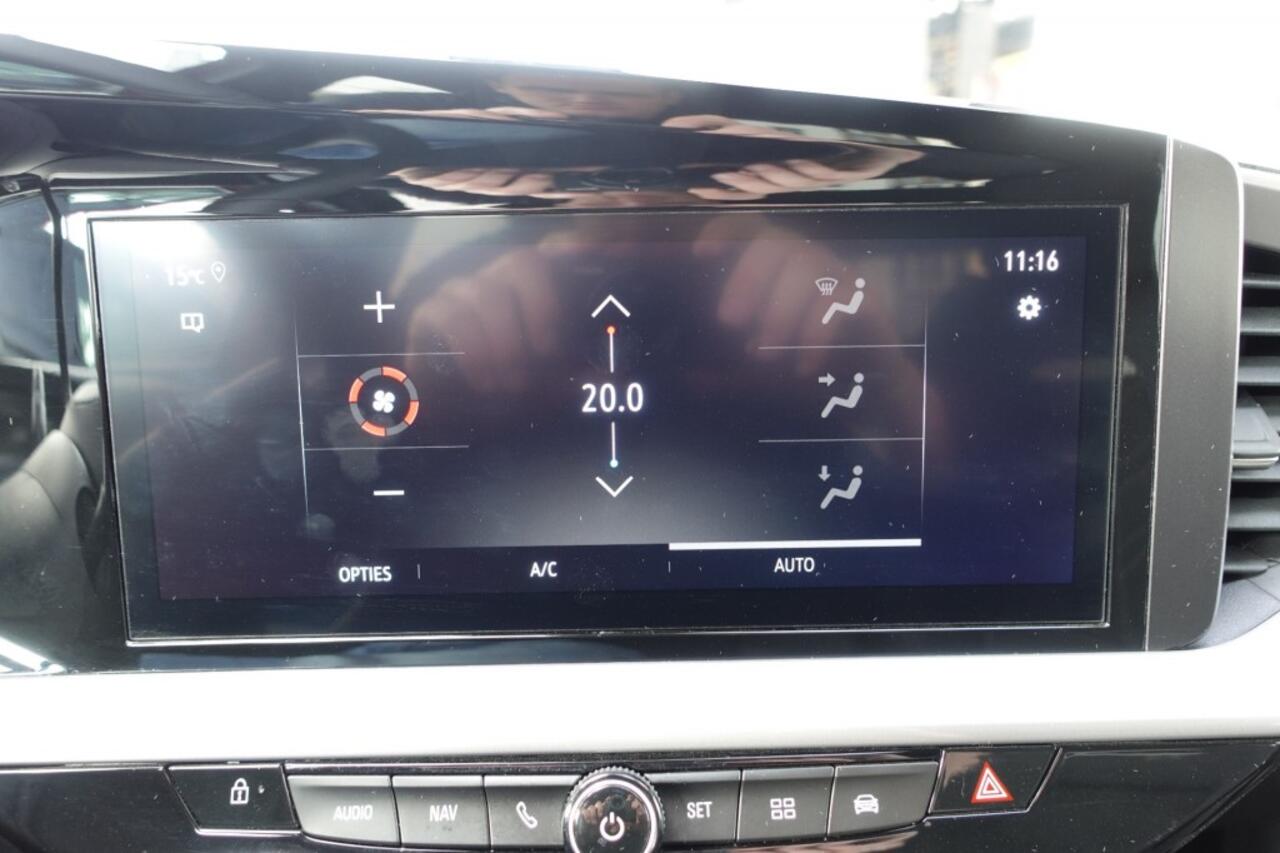 15°C
11:16
20.0
OPTIES
A/C
AUTO
AUDIO
NAV
SET